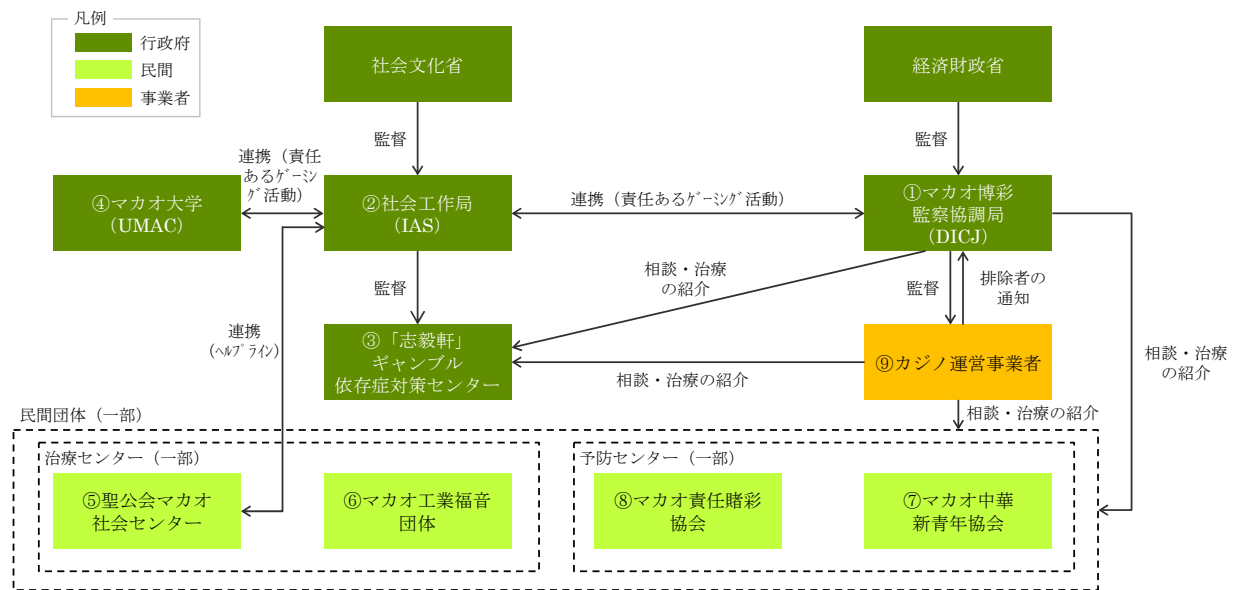 凡例
行政府
民間
事業者
社会文化省
経済財政省
監督
監督
連携（責任
あるｹﾞｰﾐﾝ
ｸﾞ活動）
④マカオ大学
（UMAC）
②社会工作局
（IAS）
連携（責任あるｹﾞｰﾐﾝｸﾞ活動）
①マカオ博彩
監察協調局
（DICJ）
監督
相談・治療
の紹介
監督
排除者の
通知
連携
（ﾍﾙﾌﾟﾗｲﾝ）
③「志毅軒」
ギャンブル
依存症対策センター
相談・治療の紹介
⑨カジノ運営事業者
相談・治療
の紹介
相談・治療の紹介
民間団体（一部）
治療センター（一部）
予防センター（一部）
⑤聖公会マカオ
社会センター
⑥マカオ工業福音
団体
⑧マカオ責任賭彩
協会
⑦マカオ中華
新青年協会